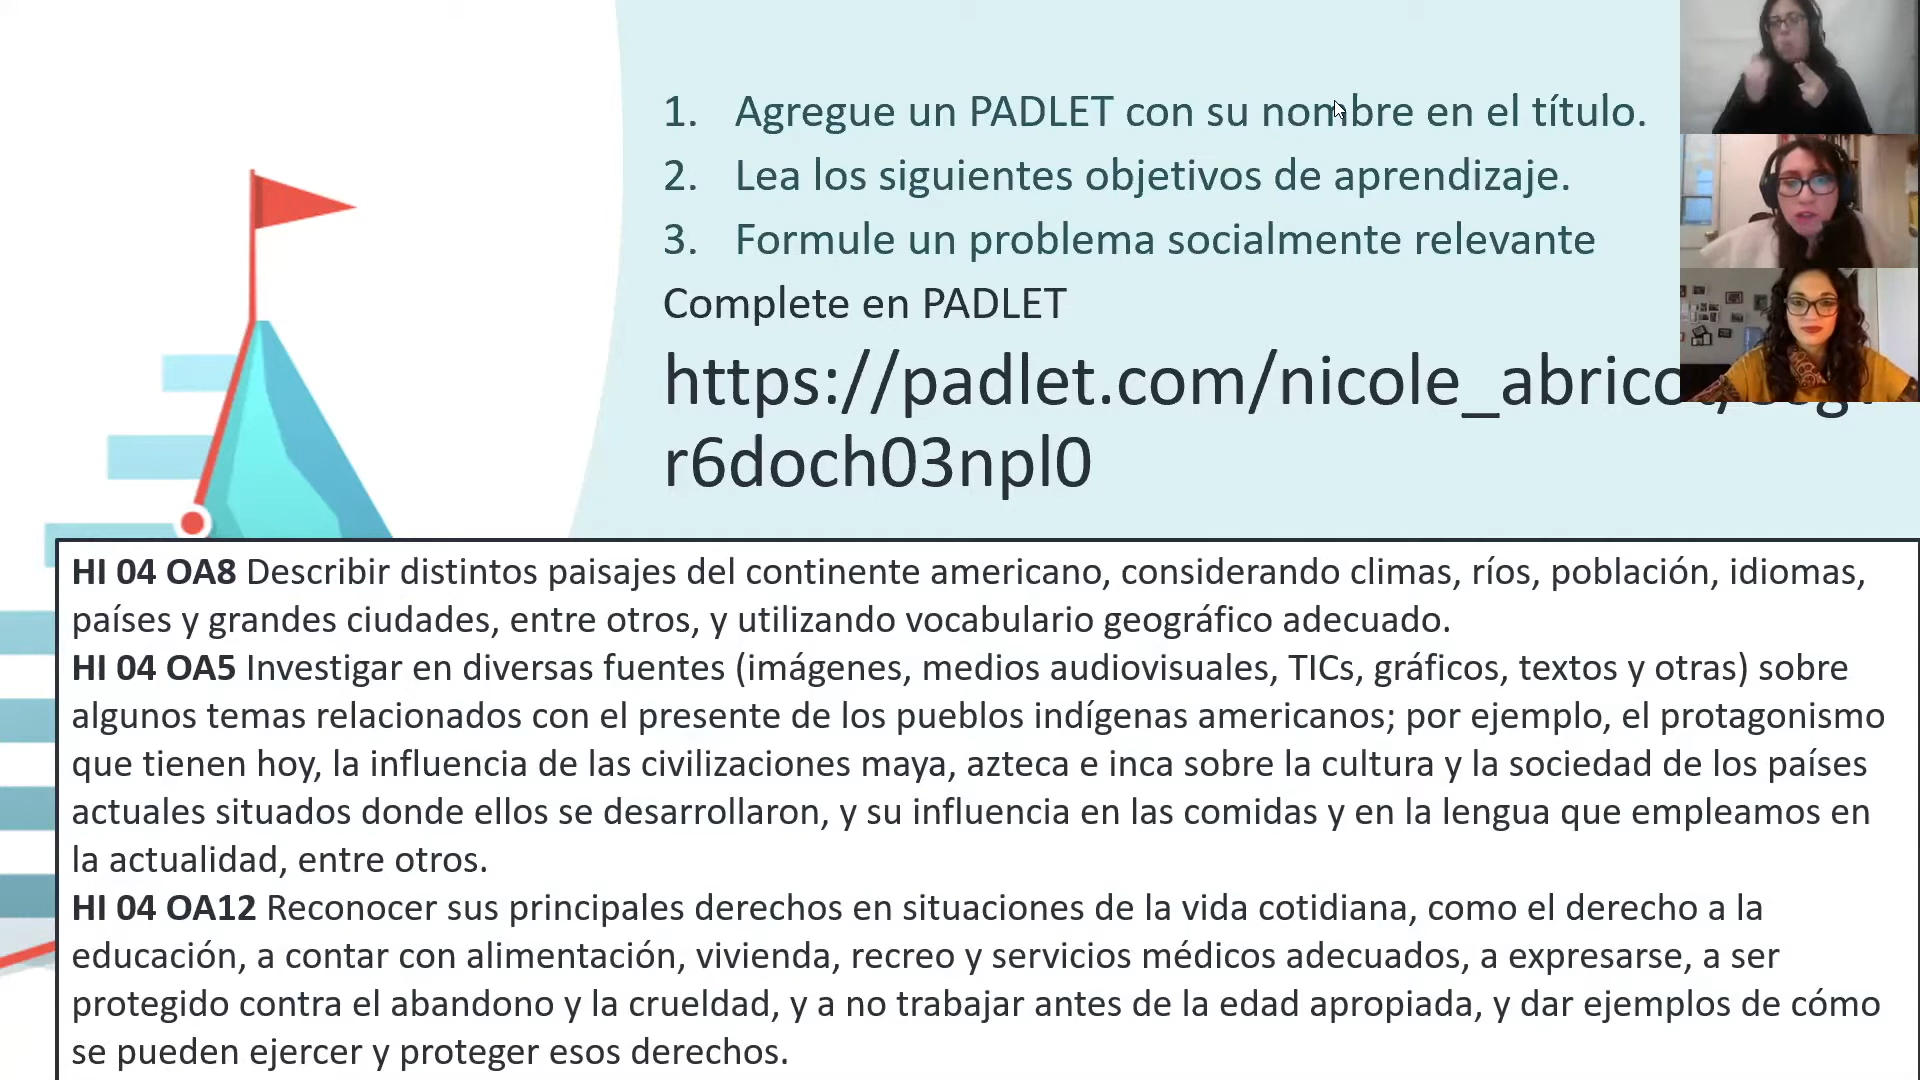 1. Agregue un PADLET con su nombre en el título.
2. Lea los siguientes objetivos de aprendizaje.
3. Formule un problema socialmente relevante
Complete en PADLET
https://padlet.com/nicole_abrico
r6doch03npl0
HI 04 OA8 Describir distintos paisajes del continente americano, considerando climas, ríos, población, idiomas,
países y grandes ciudades, entre otros, y utilizando vocabulario geográfico adecuado.
HI 04 OA5 Investigar en diversas fuentes (imágenes, medios audiovisuales, TICs, gráficos, textos y otras) sobre
algunos temas relacionados con el presente de los pueblos indígenas americanos; por ejemplo, el protagonismo
que tienen hoy, la influencia de las civilizaciones maya, azteca e inca sobre la cultura y la sociedad de los países
actuales situados donde ellos se desarrollaron, y su influencia en las comidas y en la lengua que empleamos en
la actualidad, entre otros.
HI 04 OA12 Reconocer sus principales derechos en situaciones de la vida cotidiana, como el derecho a la
educación, a contar con alimentación, vivienda, recreo y servicios médicos adecuados, a expresarse, a ser
protegido contra el abandono y la crueldad, y a no trabajar antes de la edad apropiada, y dar ejemplos de cómo
se pueden ejercer y proteger esos derechos.